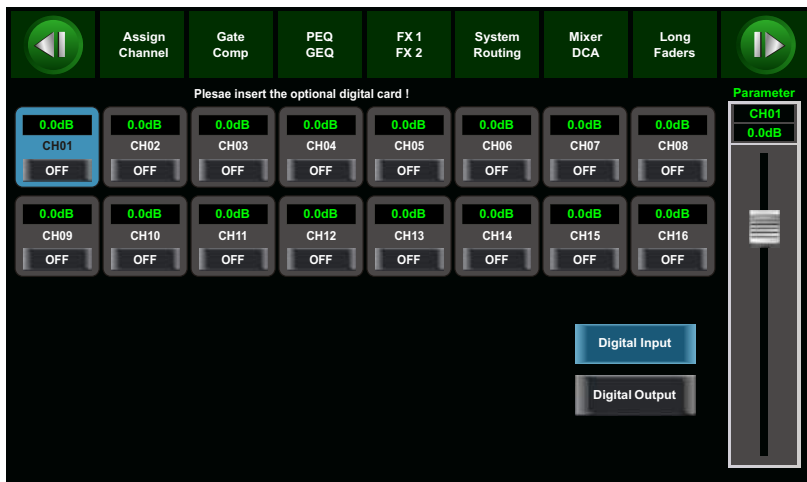 Assign Channel
Gate Comp
PEQ GEQ
FX 1 FX 2
System Routing
Mixer DCA
Long Faders
Plesae insert the optional digital card !
Parameter
0.0dB 0.0dB 0.0dB 0.0dB 0.0dB 0.0dB 0.0dB 0.0dB
CH01 CH02 CH03 CH04 CH05 CH06 CH07 CH08
OFF OFF OFF OFF OFF OFF OFF OFF
CH01
0.0dB
0.0dB 0.0dB 0.0dB 0.0dB 0.0dB 0.0dB 0.0dB 0.0dB
CH09 CH10 CH11 CH12 CH13 CH14 CH15 CH16
OFF OFF OFF OFF OFF OFF OFF OFF
Digital Input
Digital Output